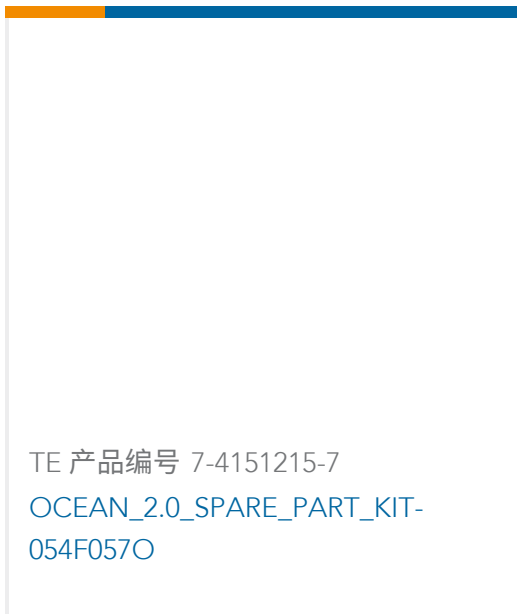 TE 产品编号 7-4151215-7
OCEAN_2.0_SPARE_PART_KIT-
054F057O